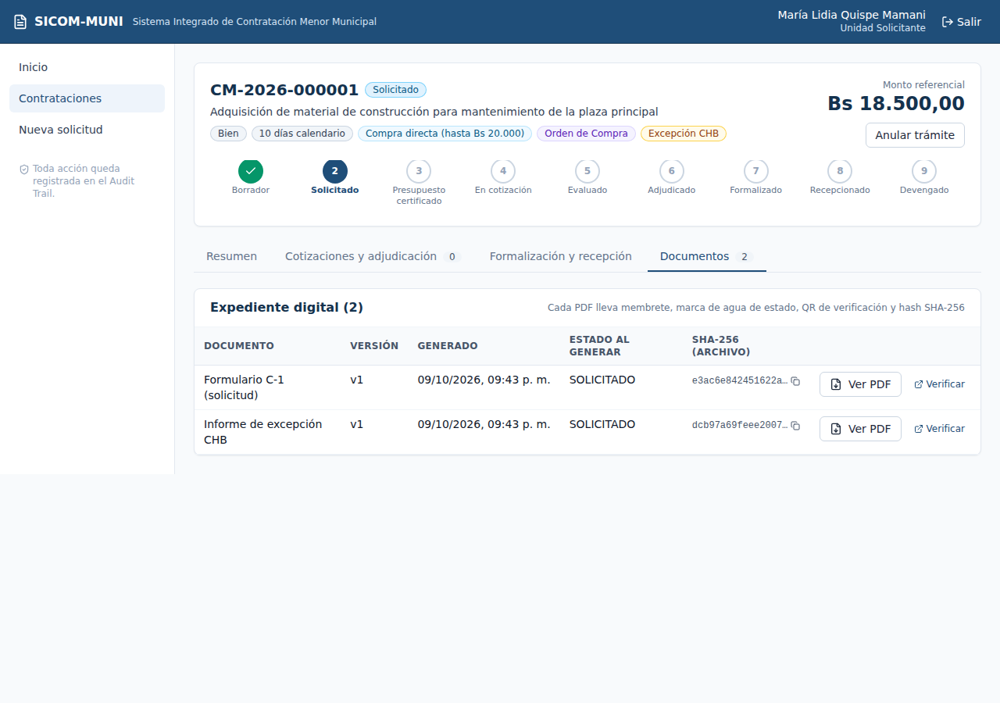 SICOM-MUNI Sistema Integrado de Contratación Menor Municipal
María Lidia Quispe Mamani
Unidad Solicitante
Salir
Inicio
Contrataciones
Nueva solicitud
Toda acción queda
registrada en el Audit
Trail.
CM-2026-000001 Solicitado
Adquisición de material de construcción para mantenimiento de la plaza principal
Bien 10 días calendario Compra directa (hasta Bs 20.000) Orden de Compra Excepción CHB
Monto referencial
Bs 18.500,00
Anular trámite
2 3 4 5 6 7 8 9
Borrador Solicitado Presupuesto certificado En cotización Evaluado Adjudicado Formalizado Recepcionado Devengado
Resumen Cotizaciones y adjudicación 0 Formalización y recepción Documentos 2
Expediente digital (2) Cada PDF lleva membrete, marca de agua de estado, QR de verificación y hash SHA-256
DOCUMENTO VERSIÓN GENERADO ESTADO AL GENERAR SHA-256 (ARCHIVO)
Formulario C-1 (solicitud) v1 09/10/2026, 09:43 p. m. SOLICITADO e3ac6e842451622a… Ver PDF Verificar
Informe de excepción CHB v1 09/10/2026, 09:43 p. m. SOLICITADO dcb97a69feee2007… Ver PDF Verificar